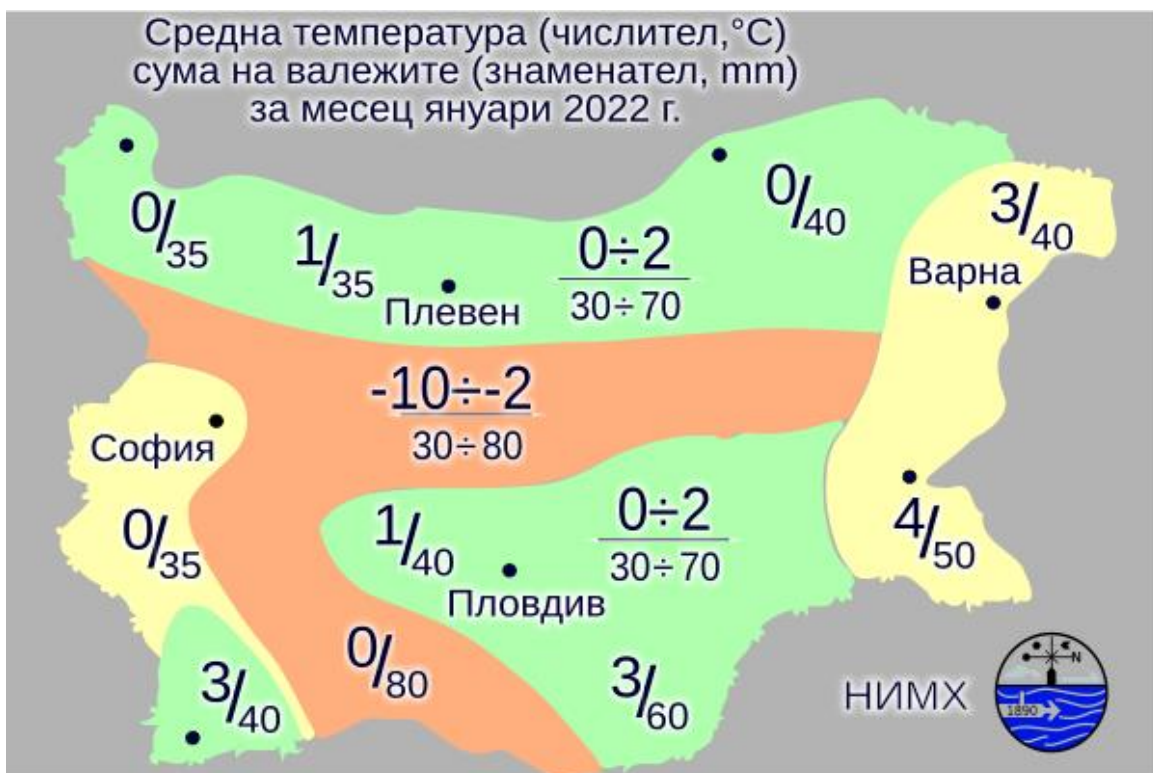 Средна температура (числител,°C)
сума на валежите (знаменател, mm)
за месец януари 2022 г.
0/35
1/35
Плевен
0÷2
30÷70
0/40
3/40
Варна
-10÷-2
30÷80
София
0/35
1/40
Пловдив
0÷2
30÷70
4/50
3/40
0/80
3/60
НИМХ
N
1890